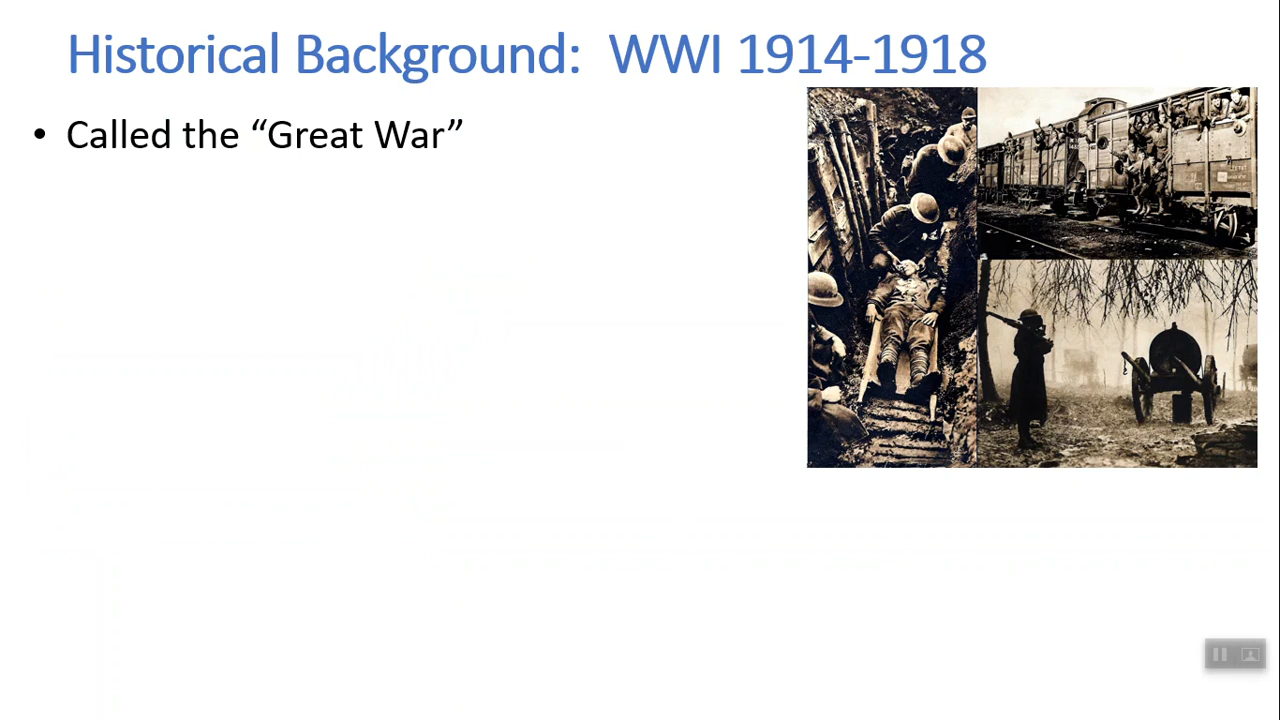 Historical Background:  WWI 1914-1918
• Called the “Great War”